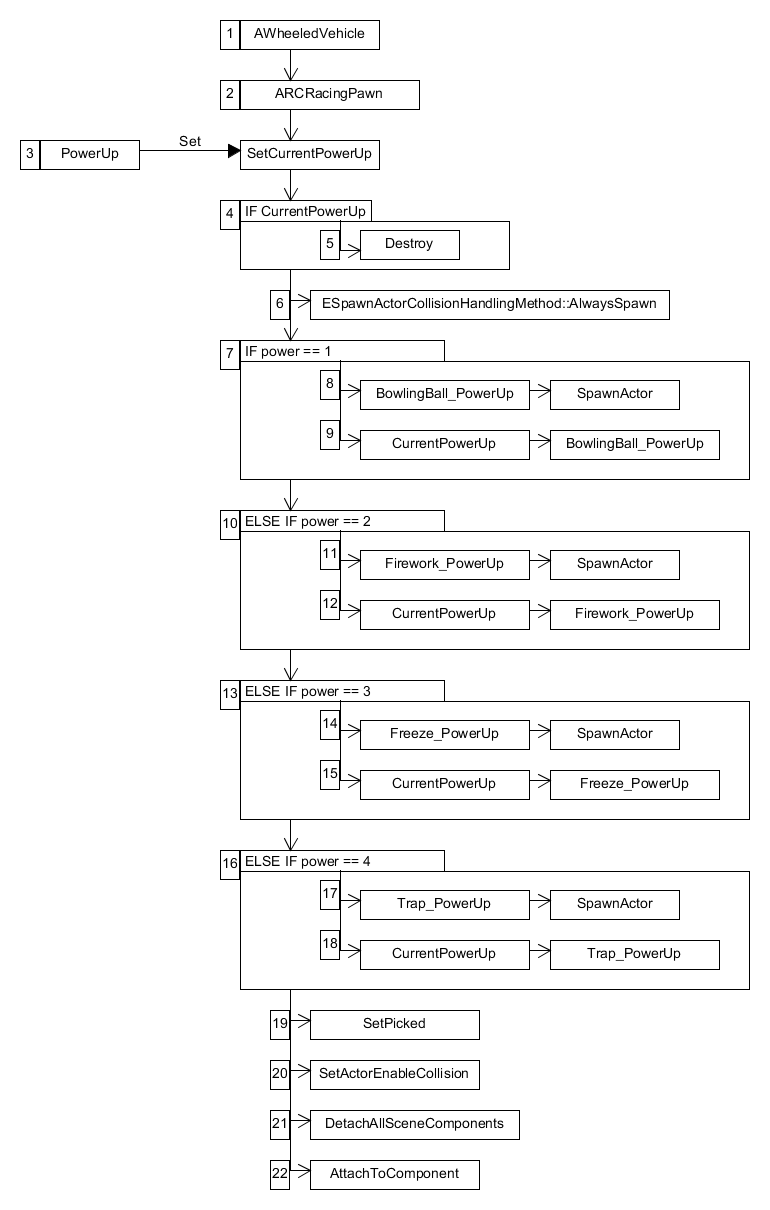 1 AWheeledVehicle
2 ARCRacingPawn
Set
3 PowerUp SetCurrentPowerUp
4 IF CurrentPowerUp
5 Destroy
6 ESpawnActorCollisionHandlingMethod::AlwaysSpawn
7 IF power == 1
8 BowlingBall_PowerUp SpawnActor
9 CurrentPowerUp BowlingBall_PowerUp
10 ELSE IF power == 2
11 Firework_PowerUp SpawnActor
12 CurrentPowerUp Firework_PowerUp
13 ELSE IF power == 3
14 Freeze_PowerUp SpawnActor
15 CurrentPowerUp Freeze_PowerUp
16 ELSE IF power == 4
17 Trap_PowerUp SpawnActor
18 CurrentPowerUp Trap_PowerUp
19 SetPicked
20 SetActorEnableCollision
21 DetachAllSceneComponents
22 AttachToComponent